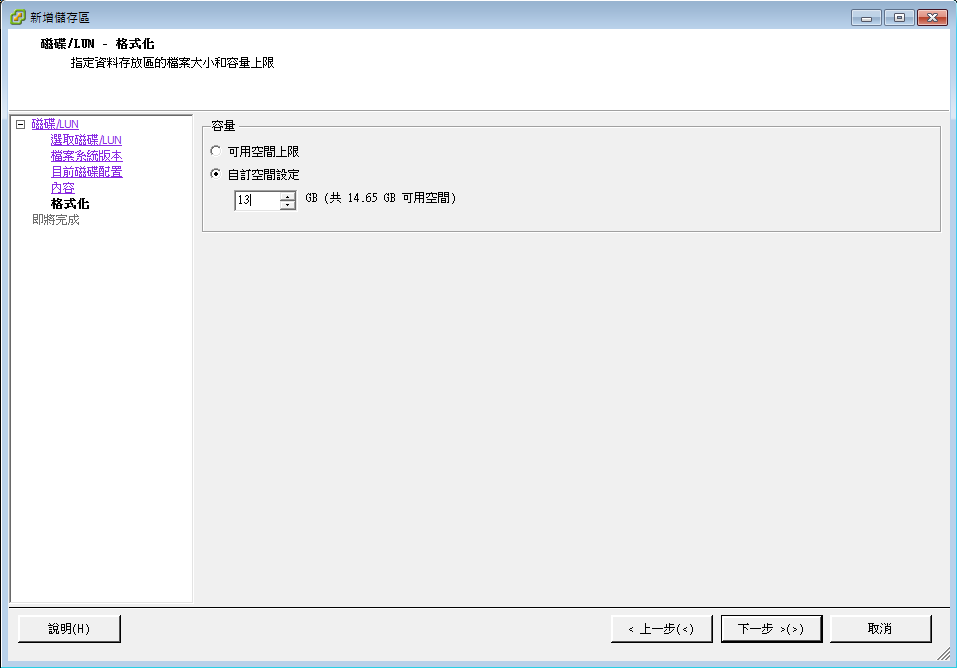 新增儲存區
磁碟/LUN - 格式化
指定資料存放區的檔案大小和容量上限
磁碟/LUN
選取磁碟/LUN
檔案系統版本
目前磁碟配置
內容
格式化
即將完成
容量
可用空間上限
自訂空間設定
13 GB (共 14.65 GB 可用空間)
說明(H)
< 上一步(<)
下一步 >(>)
取消